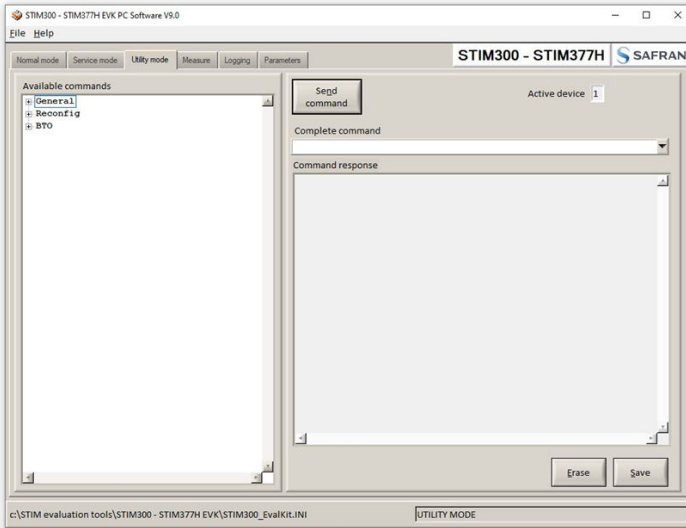 STIM300 - STIM377H EVK PC Software V9.0
File Help
Normal mode Service mode Utility mode Measure Logging Parameters
STIM300 - STIM377H SAFRAN
Available commands
General
Reconfig
BTO
Send
command
Active device 1
Complete command
Command response
Erase Save
c:\STIM evaluation tools\STIM300 - STIM377H EVK\STIM300_EvalKit.INI UTILITY MODE